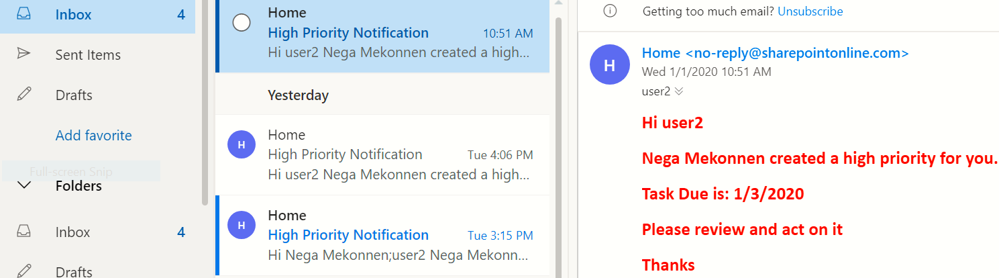 Inbox 4
Sent Items
Drafts
Add favorite
Full-screen Snip
Folders
Inbox 4
Drafts
Home
High Priority Notification 10:51 AM
Hi user2 Nega Mekonnen created a high...
Yesterday
H
Home
High Priority Notification Tue 4:06 PM
Hi user2 Nega Mekonnen created a high...
H
Home
High Priority Notification Tue 3:15 PM
Hi Nega Mekonnen;user2 Nega Mekonn...
Getting too much email? Unsubscribe
H
Home <no-reply@sharepointonline.com>
Wed 1/1/2020 10:51 AM
user2
Hi user2
Nega Mekonnen created a high priority for you.
Task Due is: 1/3/2020
Please review and act on it
Thanks